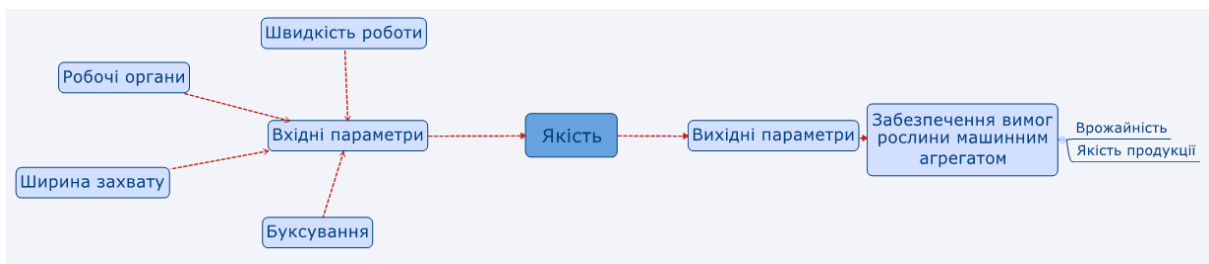 Швидкість роботи
Робочі органи
Вхідні параметри
Ширина захвату
Буксування
Якість
Вихідні параметри
Забезпечення вимог
рослини машинним
агрегатом
Врожайність
Якість продукції